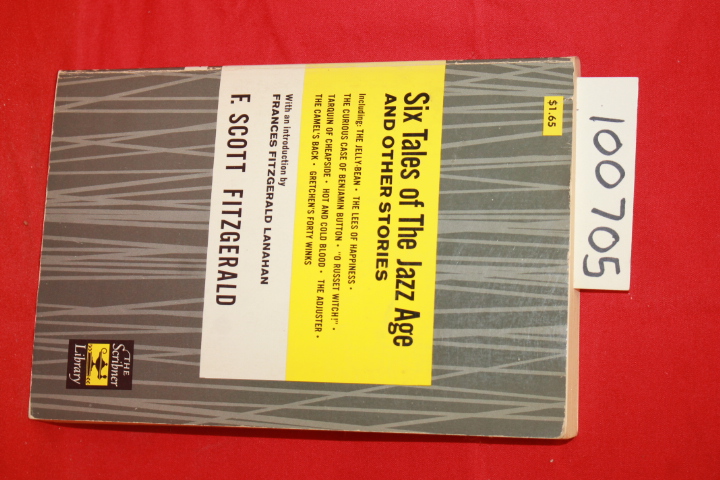 100705
$1.65
Six Tales of The Jazz Age
AND OTHER STORIES
Including: THE JELLY-BEAN • THE LEES OF HAPPINESS •
THE CURIOUS CASE OF BENJAMIN BUTTON • "O RUSSET WITCH!" •
TARQUIN OF CHEAPSIDE • HOT AND COLD BLOOD • THE ADJUSTER •
THE CAMEL'S BACK • GRETCHEN'S FORTY WINKS
With an introduction by
FRANCES FITZGERALD LANAHAN
F. SCOTT FITZGERALD
THE
Scribner
Library